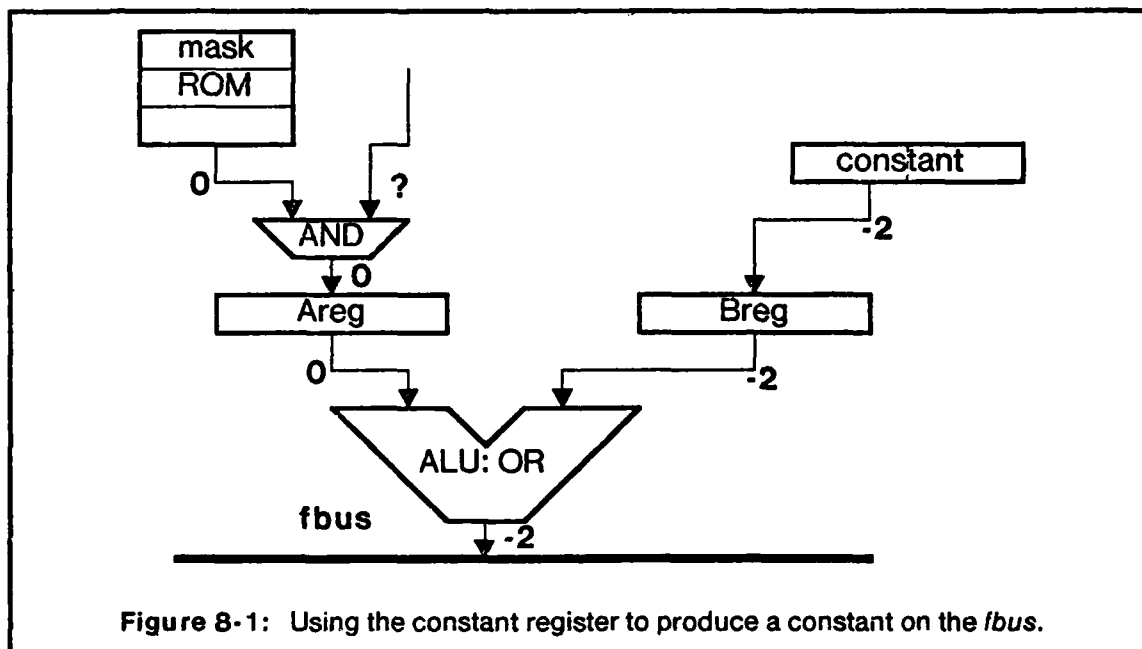 mask
ROM
constant
0
?
-2
AND
0
Areg
Breg
0
-2
ALU: OR
fbus
-2
Figure 8-1: Using the constant register to produce a constant on the fbus.